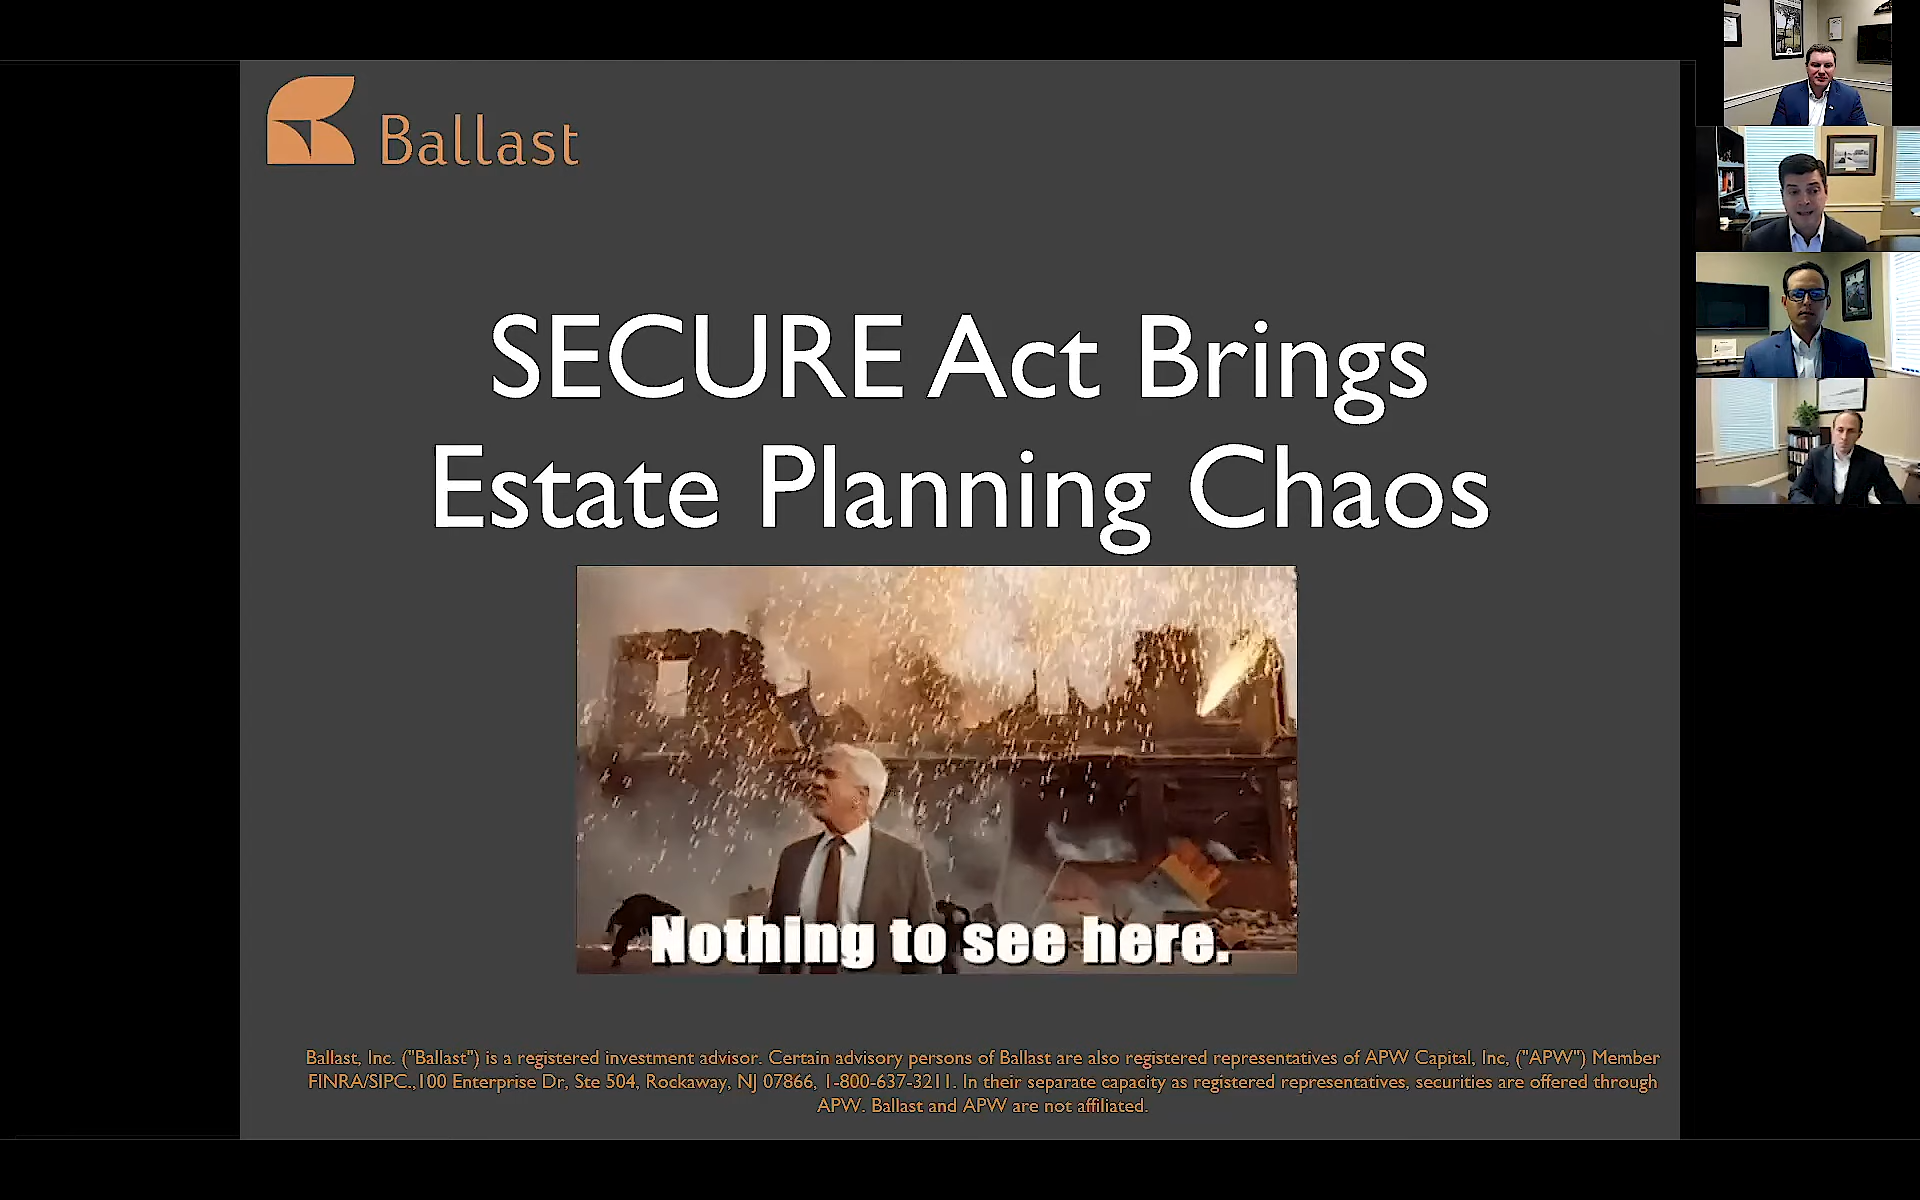 Ballast
SECURE Act Brings
Estate Planning Chaos
Nothing to see here.
Ballast, Inc. ("Ballast") is a registered investment advisor. Certain advisory persons of Ballast are also registered representatives of APW Capital, Inc, ("APW") Member
FINRA/SIPC.,100 Enterprise Dr, Ste 504, Rockaway, NJ 07866, 1-800-637-3211. In their separate capacity as registered representatives, securities are offered through
APW. Ballast and APW are not affiliated.